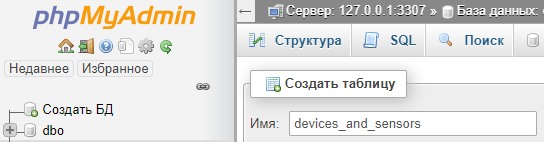 phpMyAdmin
Недавнее Избранное
Создать БД
dbo
Сервер: 127.0.0.1:3307 » База данных:
Структура SQL Поиск
Создать таблицу
Имя: devices_and_sensors